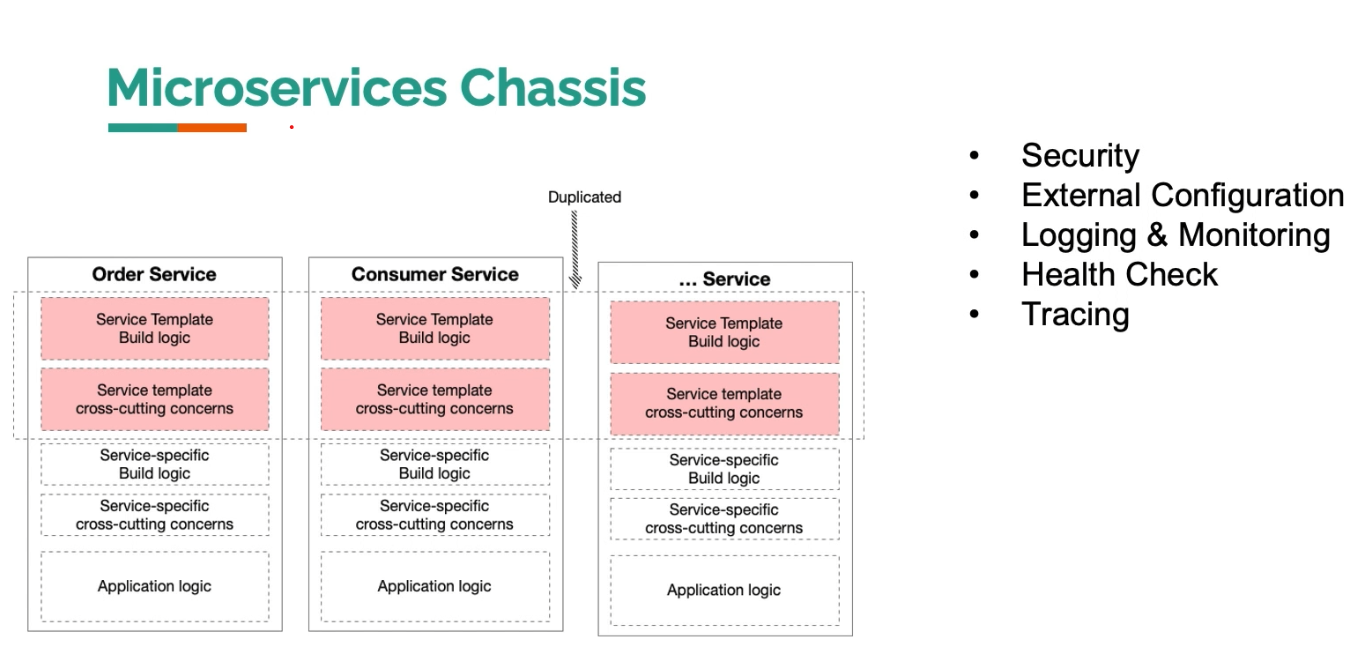 Microservices Chassis
Duplicated
Order Service
Service Template
Build logic
Service template
cross-cutting concerns
Service-specific
Build logic
Service-specific
cross-cutting concerns
Application logic
Consumer Service
Service Template
Build logic
Service template
cross-cutting concerns
Service-specific
Build logic
Service-specific
cross-cutting concerns
Application logic
... Service
Service Template
Build logic
Service template
cross-cutting concerns
Service-specific
Build logic
Service-specific
cross-cutting concerns
Application logic
• Security
• External Configuration
• Logging & Monitoring
• Health Check
• Tracing